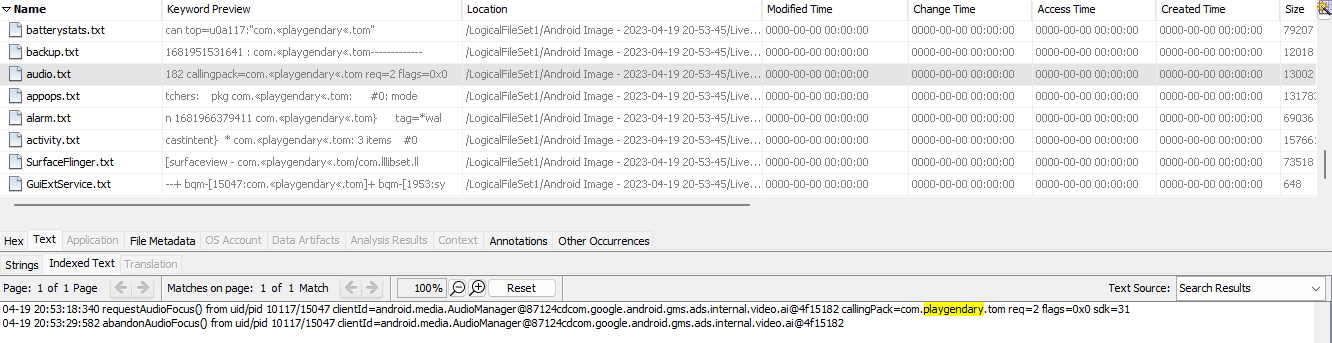 Name Keyword Preview Location Modified Time Change Time Access Time Created Time Size
batterystats.txt can top=u0a117:"com.«playgendary«.tom" /LogicalFileSet1/Android Image - 2023-04-19 20-53-45/Live... 0000-00-00 00:00:00 0000-00-00 00:00:00 0000-00-00 00:00:00 0000-00-00 00:00:00 79207
backup.txt 1681951531641 : com.«playgendary«.tom------------- /LogicalFileSet1/Android Image - 2023-04-19 20-53-45/Live... 0000-00-00 00:00:00 0000-00-00 00:00:00 0000-00-00 00:00:00 0000-00-00 00:00:00 12018
audio.txt 182 callingpack=com.«playgendary«.tom req=2 flags=0x0 /LogicalFileSet1/Android Image - 2023-04-19 20-53-45/Live... 0000-00-00 00:00:00 0000-00-00 00:00:00 0000-00-00 00:00:00 0000-00-00 00:00:00 13002
appops.txt tchers: pkg com.«playgendary«.tom: #0: mode /LogicalFileSet1/Android Image - 2023-04-19 20-53-45/Live... 0000-00-00 00:00:00 0000-00-00 00:00:00 0000-00-00 00:00:00 0000-00-00 00:00:00 131783
alarm.txt n 1681966379411 com.«playgendary«.tom} tag=*wal /LogicalFileSet1/Android Image - 2023-04-19 20-53-45/Live... 0000-00-00 00:00:00 0000-00-00 00:00:00 0000-00-00 00:00:00 0000-00-00 00:00:00 69036
activity.txt castintent} * com.«playgendary«.tom: 3 items #0 /LogicalFileSet1/Android Image - 2023-04-19 20-53-45/Live... 0000-00-00 00:00:00 0000-00-00 00:00:00 0000-00-00 00:00:00 0000-00-00 00:00:00 157661
SurfaceFlinger.txt [surfaceview - com.«playgendary«.tom/com.lllibset.ll /LogicalFileSet1/Android Image - 2023-04-19 20-53-45/Live... 0000-00-00 00:00:00 0000-00-00 00:00:00 0000-00-00 00:00:00 0000-00-00 00:00:00 73518
GuiExtService.txt --+ bqm-[15047:com.«playgendary«.tom]+ bqm-[1953:sy /LogicalFileSet1/Android Image - 2023-04-19 20-53-45/Live... 0000-00-00 00:00:00 0000-00-00 00:00:00 0000-00-00 00:00:00 0000-00-00 00:00:00 648
Hex Text Application File Metadata OS Account Data Artifacts Analysis Results Context Annotations Other Occurrences
Strings Indexed Text Translation
Page: 1 of 1 Page Matches on page: 1 of 1 Match 100% Reset Text Source: Search Results
04-19 20:53:18:340 requestAudioFocus() from uid/pid 10117/15047 clientId=android.media.AudioManager@87124cdcom.google.android.gms.ads.internal.video.ai@4f15182 callingPack=com.playgendary.tom req=2 flags=0x0 sdk=31
04-19 20:53:29:582 abandonAudioFocus() from uid/pid 10117/15047 clientId=android.media.AudioManager@87124cdcom.google.android.gms.ads.internal.video.ai@4f15182